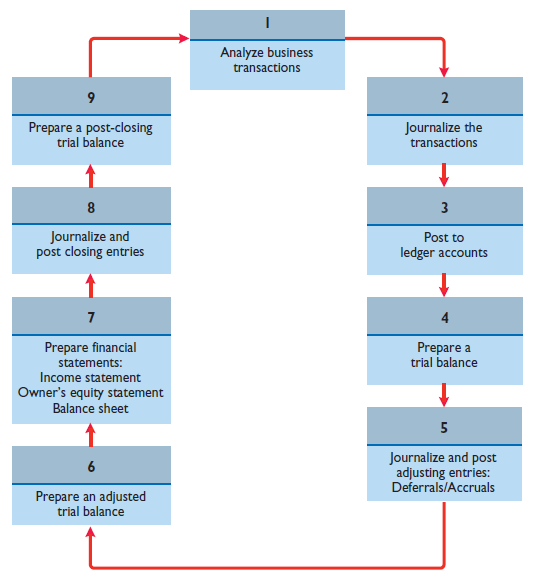 1
Analyze business
transactions
2
Journalize the
transactions
3
Post to
ledger accounts
4
Prepare a
trial balance
5
Journalize and post
adjusting entries:
Deferrals/Accruals
6
Prepare an adjusted
trial balance
7
Prepare financial
statements:
Income statement
Owner's equity statement
Balance sheet
8
Journalize and
post closing entries
9
Prepare a post-closing
trial balance